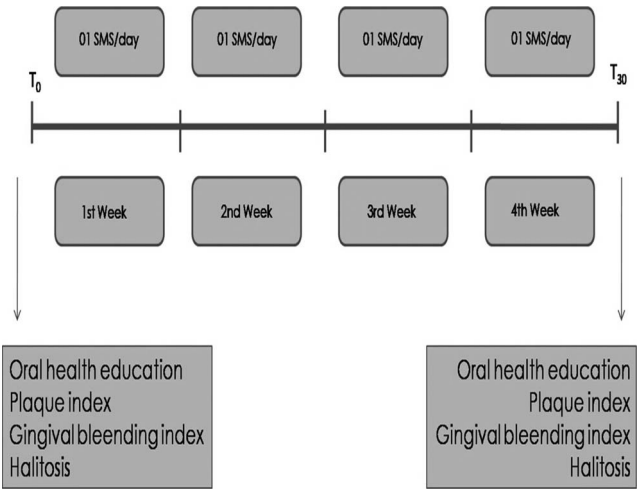 01 SMS/day
01 SMS/day
01 SMS/day
01 SMS/day
T0
T30
1st Week
2nd Week
3rd Week
4th Week
Oral health education
Plaque index
Gingival bleending index
Halitosis
Oral health education
Plaque index
Gingival bleending index
Halitosis